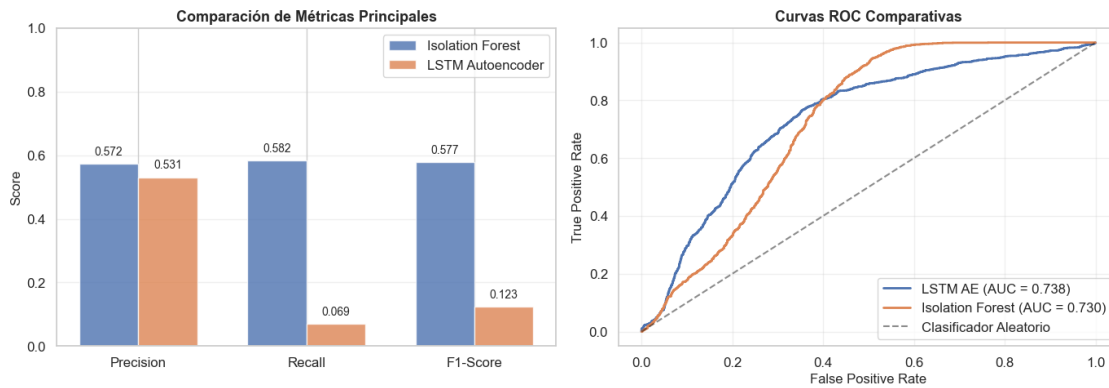 Comparación de Métricas Principales
1.0
0.8
0.6
0.4
0.2
0.0
Score
Isolation Forest
LSTM Autoencoder
0.572
0.531
0.582
0.069
0.577
0.123
Precision
Recall
F1-Score
Curvas ROC Comparativas
1.0
0.8
0.6
0.4
0.2
0.0
True Positive Rate
LSTM AE (AUC = 0.738)
Isolation Forest (AUC = 0.730)
Clasificador Aleatorio
0.0
0.2
0.4
0.6
0.8
1.0
False Positive Rate